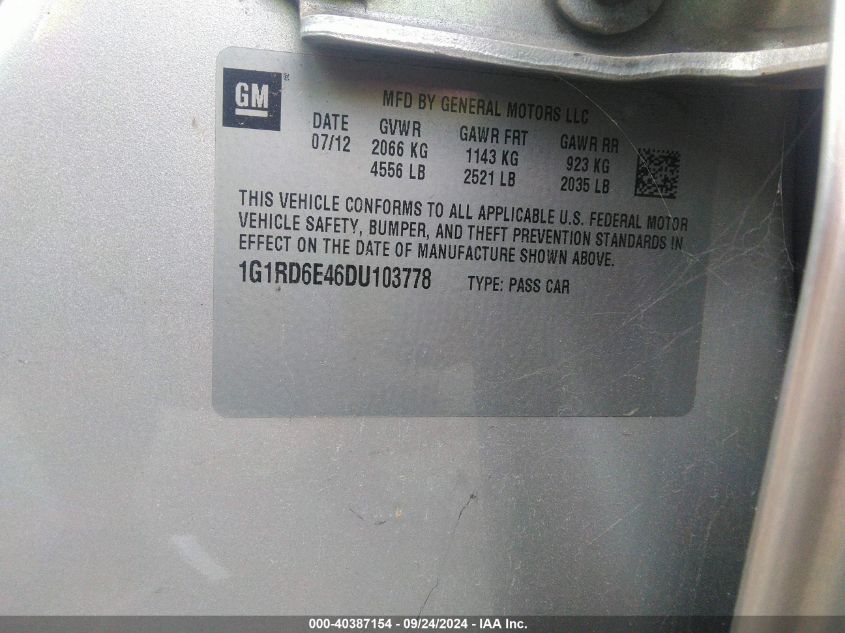 GM ®
MFD BY GENERAL MOTORS LLC
DATE GVWR GAWR FRT GAWR RR
07/12 2066 KG 1143 KG 923 KG
4556 LB 2521 LB 2035 LB
THIS VEHICLE CONFORMS TO ALL APPLICABLE U.S. FEDERAL MOTOR
VEHICLE SAFETY, BUMPER, AND THEFT PREVENTION STANDARDS IN
EFFECT ON THE DATE OF MANUFACTURE SHOWN ABOVE.
1G1RD6E46DU103778 TYPE: PASS CAR
000-40387154 - 09/24/2024 - IAA Inc.